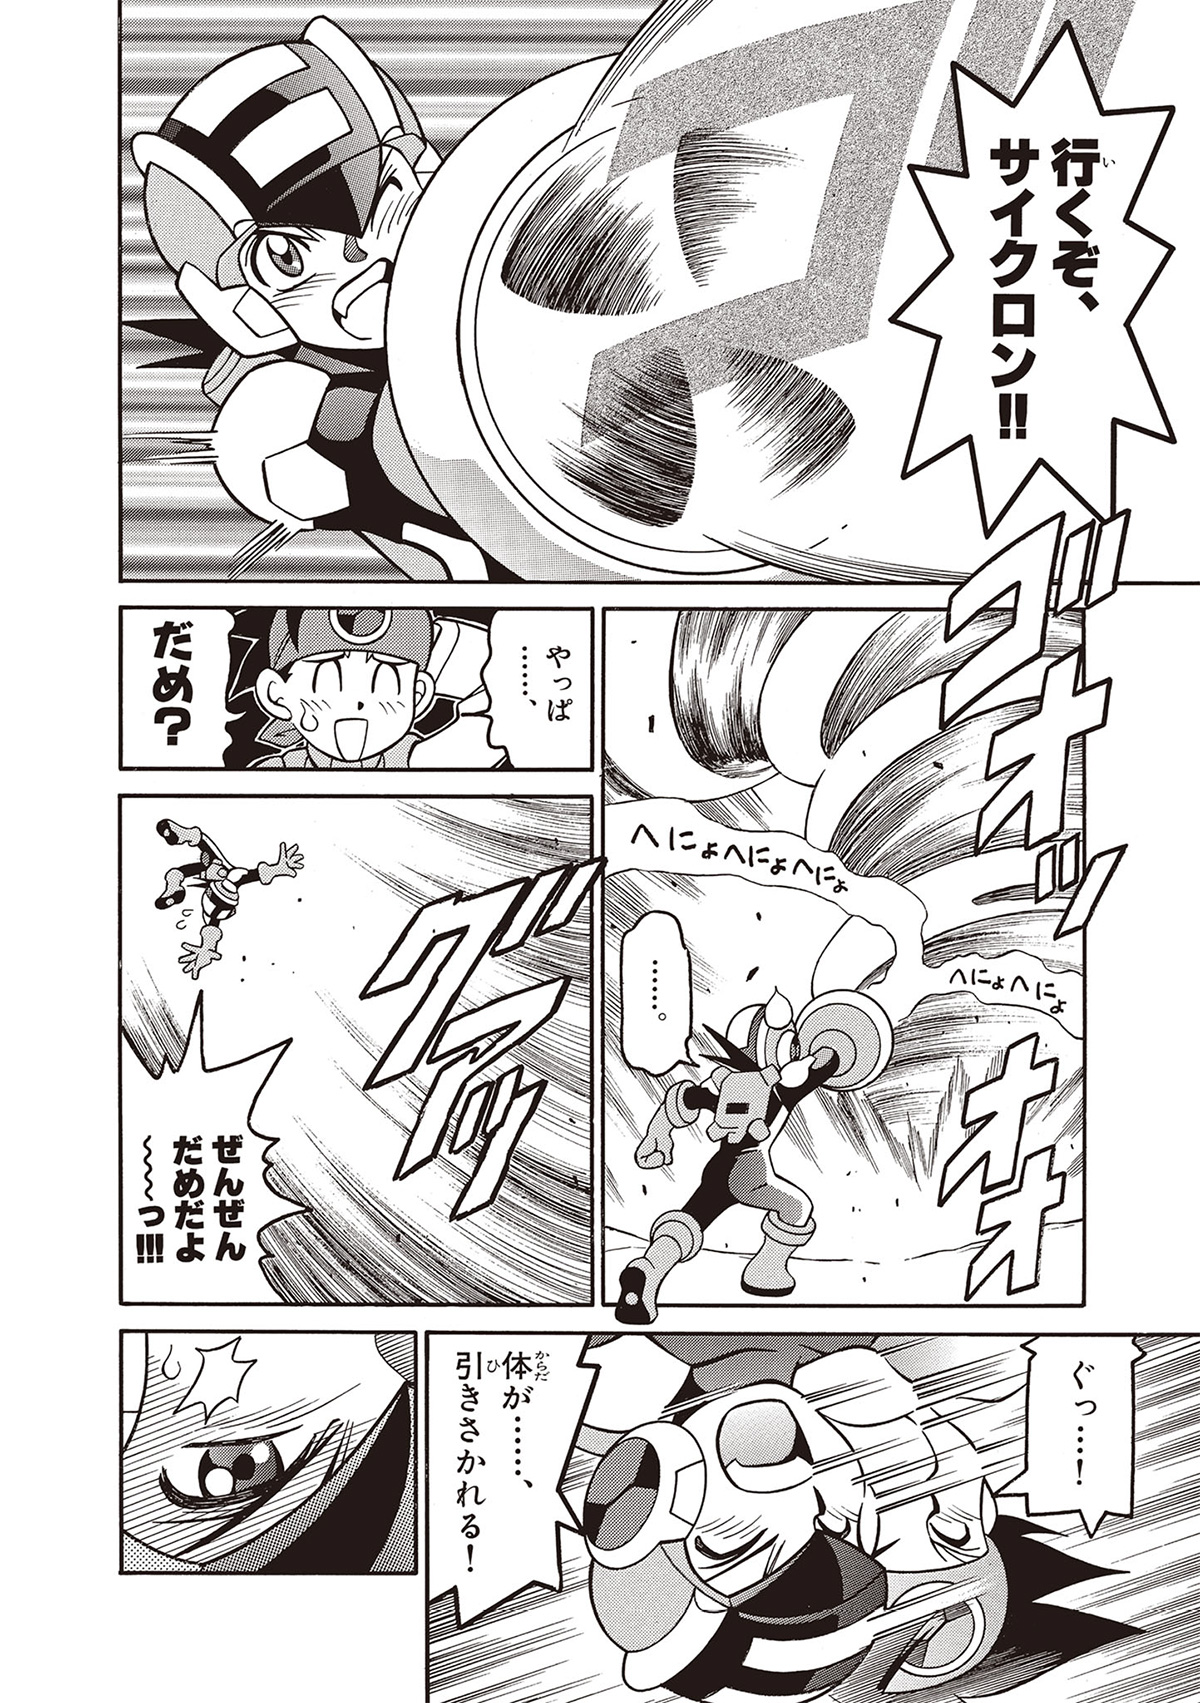 行くぞ、
サイクロン!!
ゴオッ
へにょへにょへにょ
へにょへにょ
……。
オオオ
やっぱ
……、
だめ？
グワッ
ぜんぜん
だめだよ
〜〜〜っ!!!
ぐっ…!
体が……、
引きさかれる！